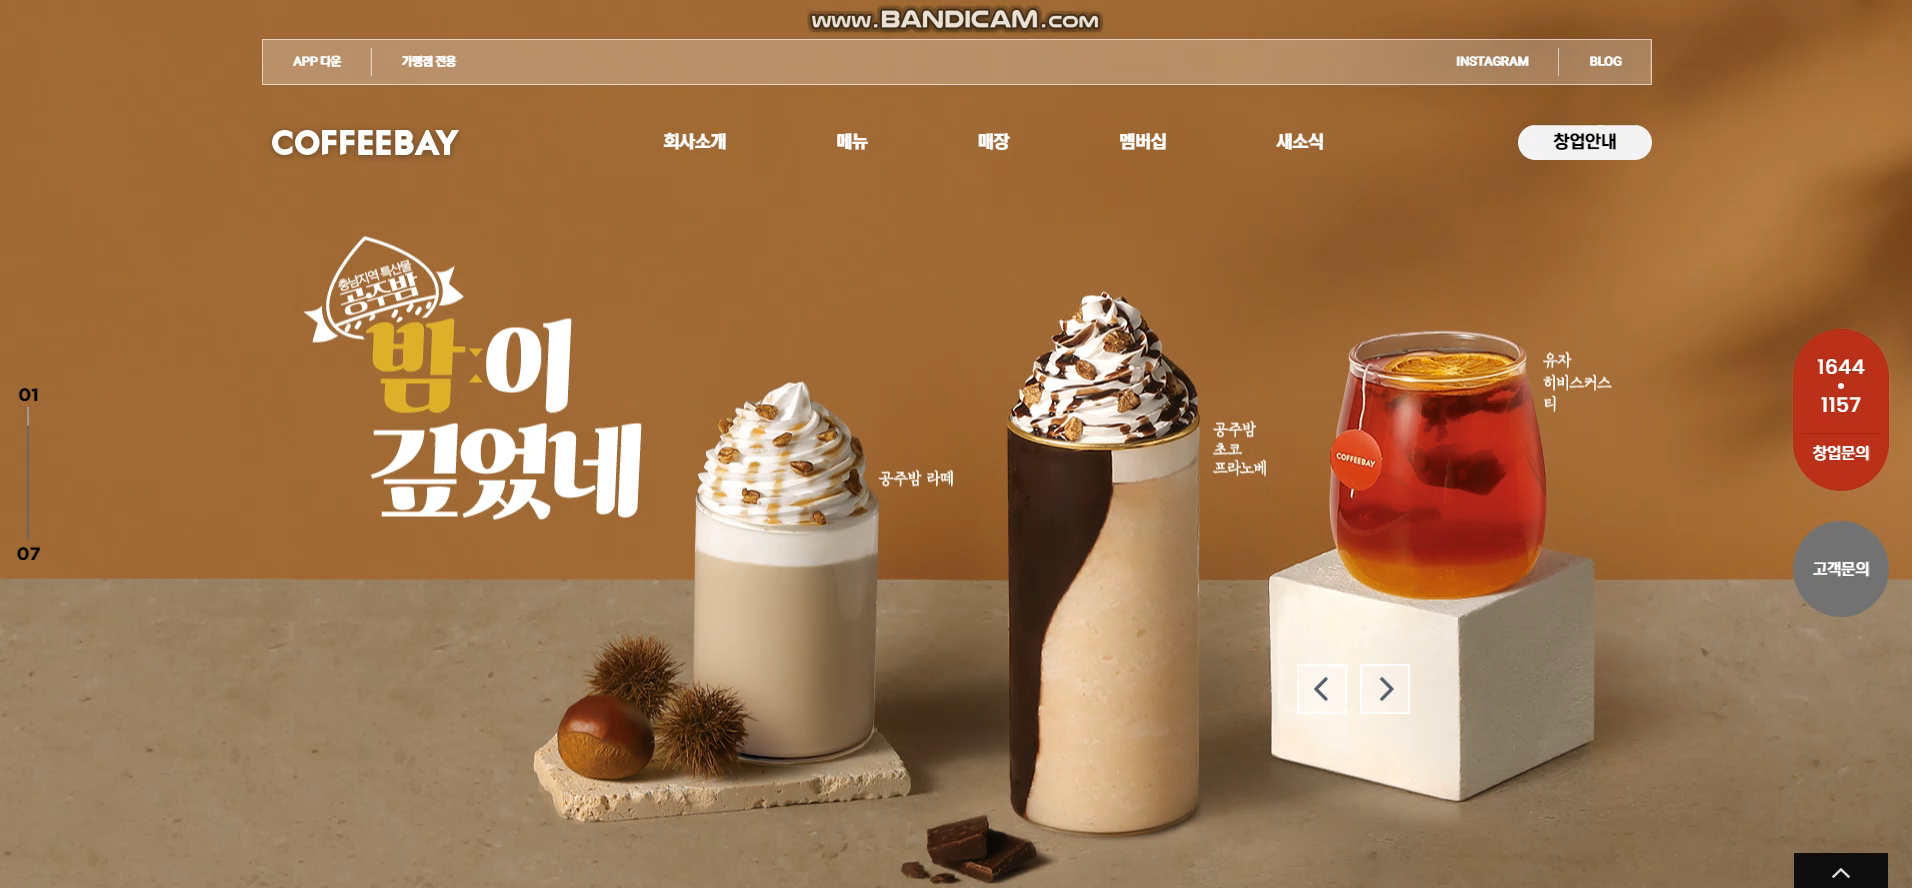 www.BANDICAM.com
APP 다운
가맹점 전용
INSTAGRAM
BLOG
COFFEEBAY
회사소개
메뉴
매장
멤버십
새소식
창업안내
충남지역 특산물
공주밤
밤:이
깊었네
공주밤 라떼
공주밤
초코
프라노베
유자
히비스커스
티
COFFEEBAY
01
07
1644
1157
창업문의
고객문의